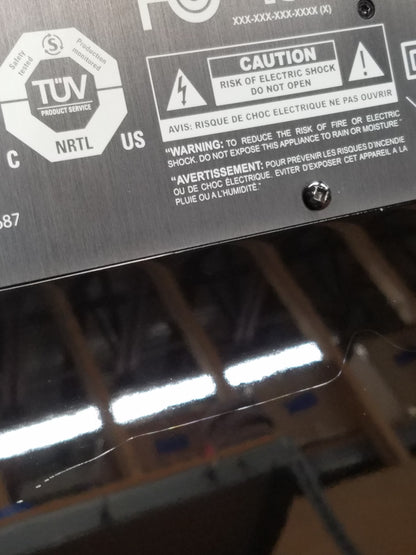 XXX-XXX-XXX-XXXX (X)
Safety tested
Production monitored
S
TÜV
PRODUCT SERVICE
C NRTL US
CAUTION
RISK OF ELECTRIC SHOCK
DO NOT OPEN
AVIS: RISQUE DE CHOC ELECTRIQUE NE PAS OUVRIR
"WARNING: TO REDUCE THE RISK OF FIRE OR ELECTRIC
SHOCK. DO NOT EXPOSE THIS APPLIANCE TO RAIN OR MOISTURE"
"AVERTISSEMENT: POUR PRÉVENIR LES RISQUES D'INCENDIE
OU DE CHOC ÉLECTRIQUE. EVITER D'EXPOSER CET APPAREIL A LA
PLUIE OU A L'HUMIDITÉ"
687